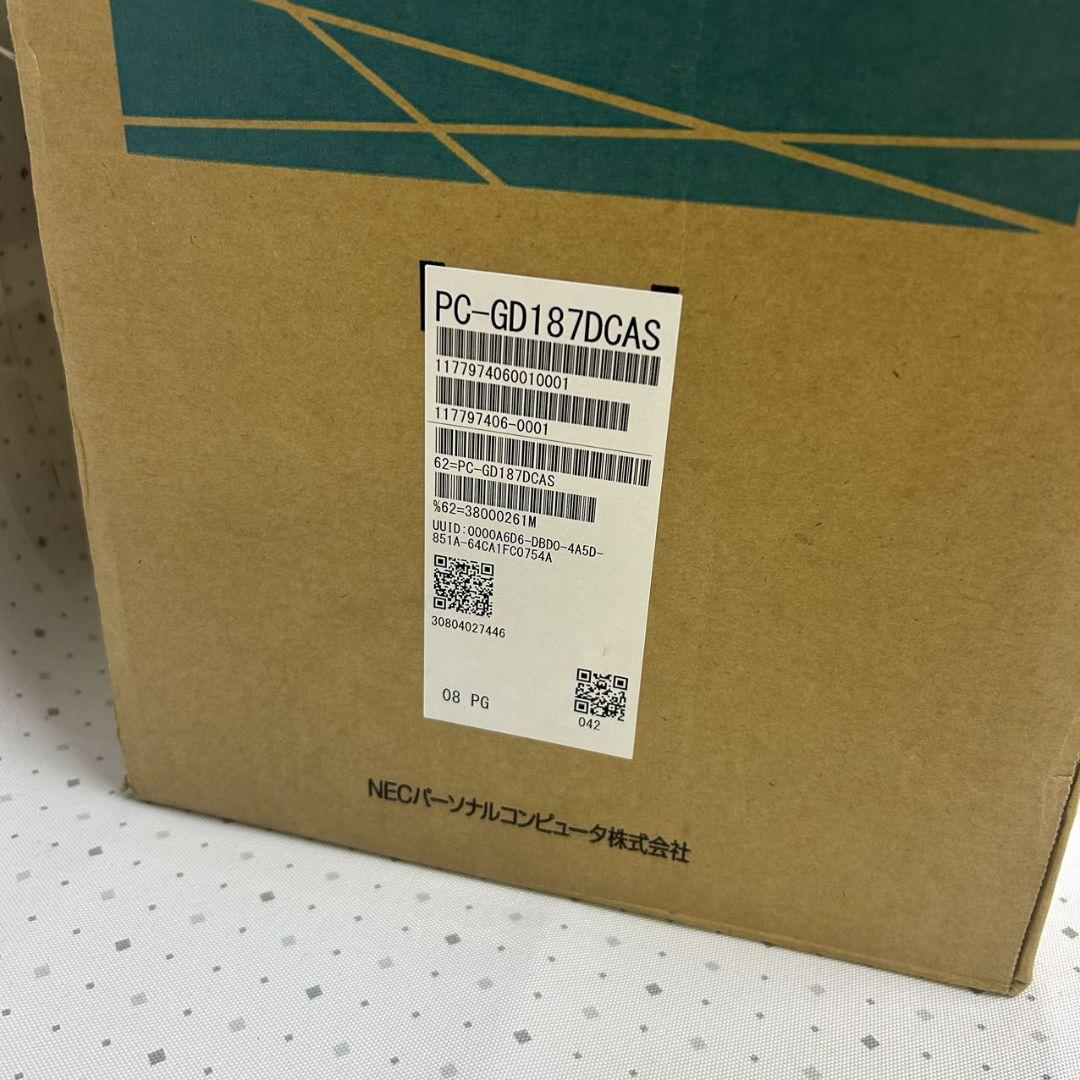 PC-GD187DCAS
1177974060010001
117797406-0001
62=PC-GD187DCAS
%62=38000261M
UUID:0000A6D6-DBD0-4A5D-
851A-64CA1FC0754A
30804027446
08 PG
042
NECパーソナルコンピュータ株式会社